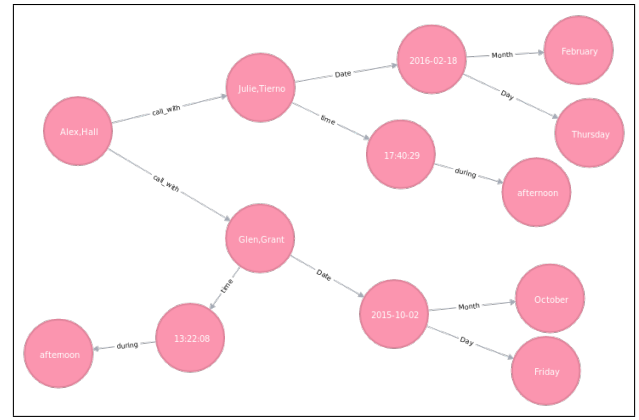 February
Month
2016-02-18
Date
Julie,Tierno
Day
Thursday
call_with
time
Alex,Hall
17:40:29
during
afternoon
call_with
Glen,Grant
Date
time
October
Month
2015-10-02
13:22:08
Day
during
afternoon
Friday